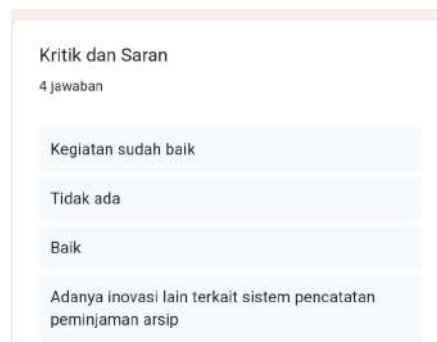 Kritik dan Saran
4 jawaban
Kegiatan sudah baik
Tidak ada
Baik
Adanya inovasi lain terkait sistem pencatatan
peminjaman arsip